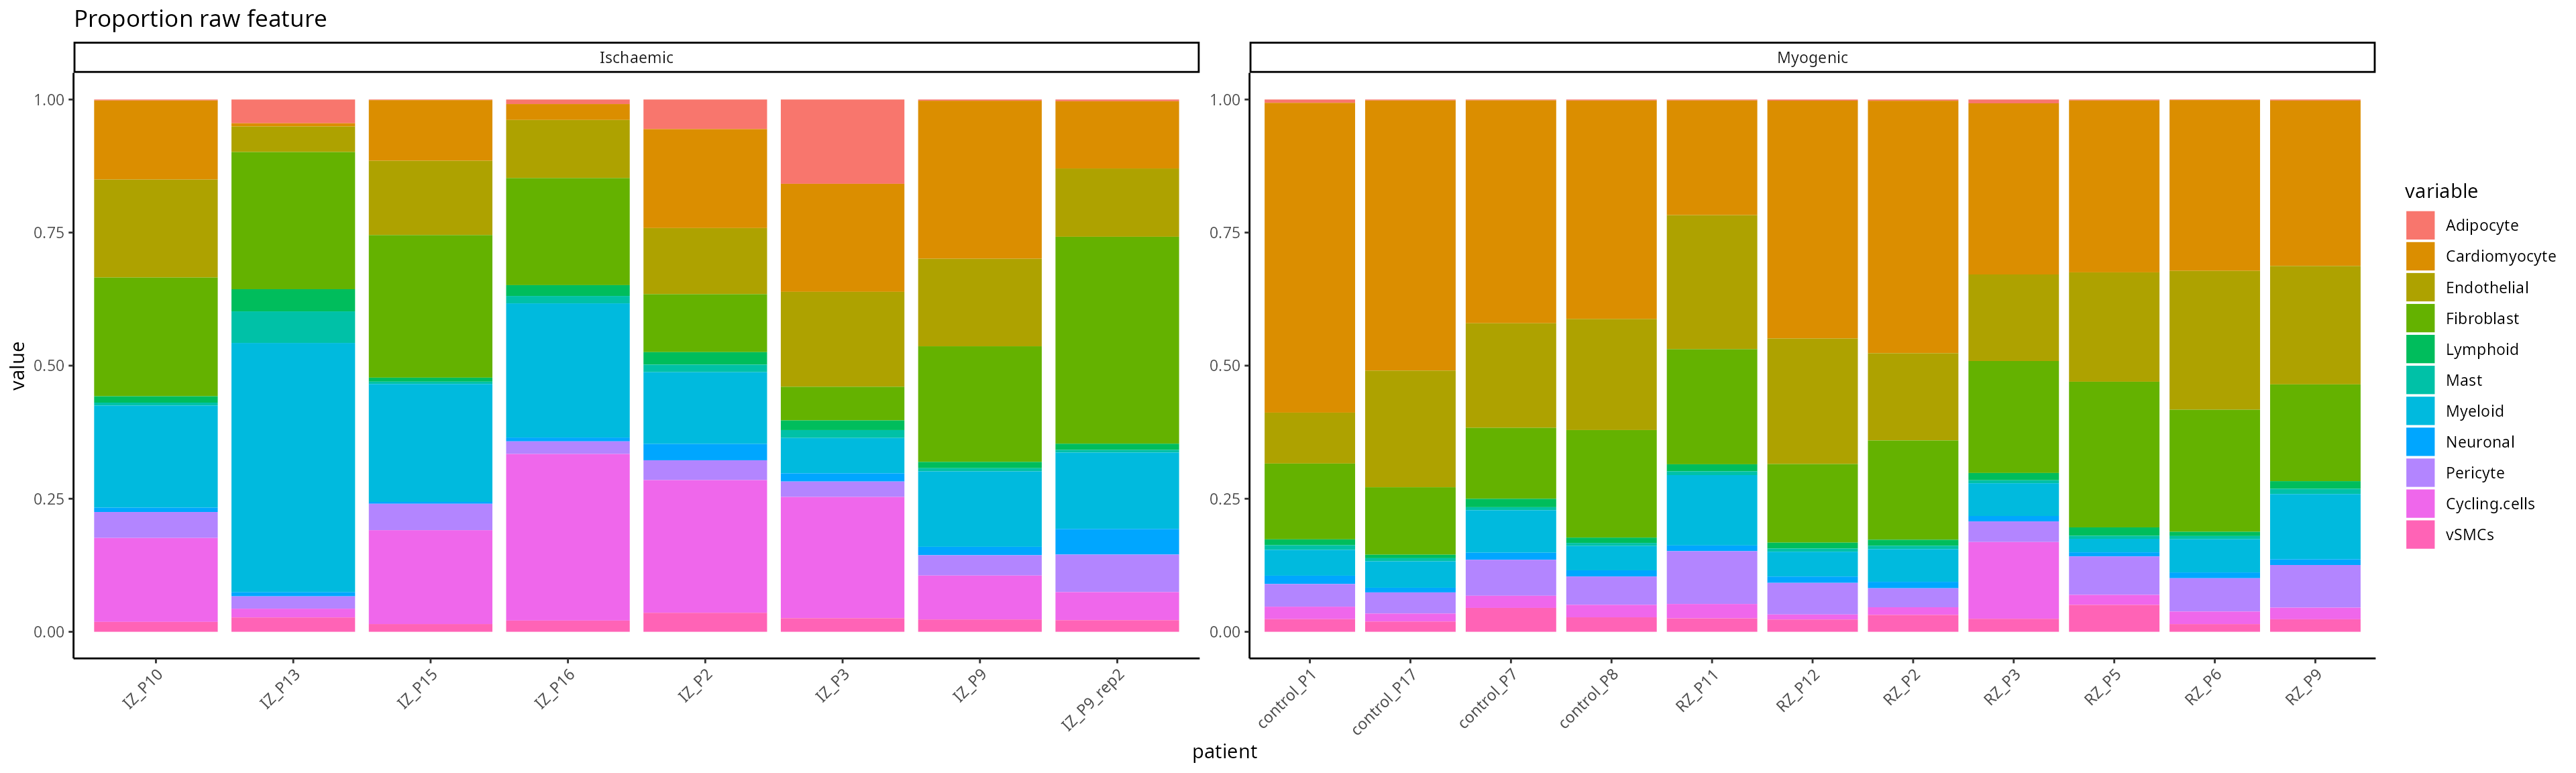 Proportion raw feature
Ischaemic
Myogenic
value
1.00
0.75
0.50
0.25
0.00
1.00
0.75
0.50
0.25
0.00
IZ_P10
IZ_P13
IZ_P15
IZ_P16
IZ_P2
IZ_P3
IZ_P9
IZ_P9_rep2
control_P1
control_P17
control_P7
control_P8
RZ_P11
RZ_P12
RZ_P2
RZ_P3
RZ_P5
RZ_P6
RZ_P9
patient
variable
Adipocyte
Cardiomyocyte
Endothelial
Fibroblast
Lymphoid
Mast
Myeloid
Neuronal
Pericyte
Cycling.cells
vSMCs